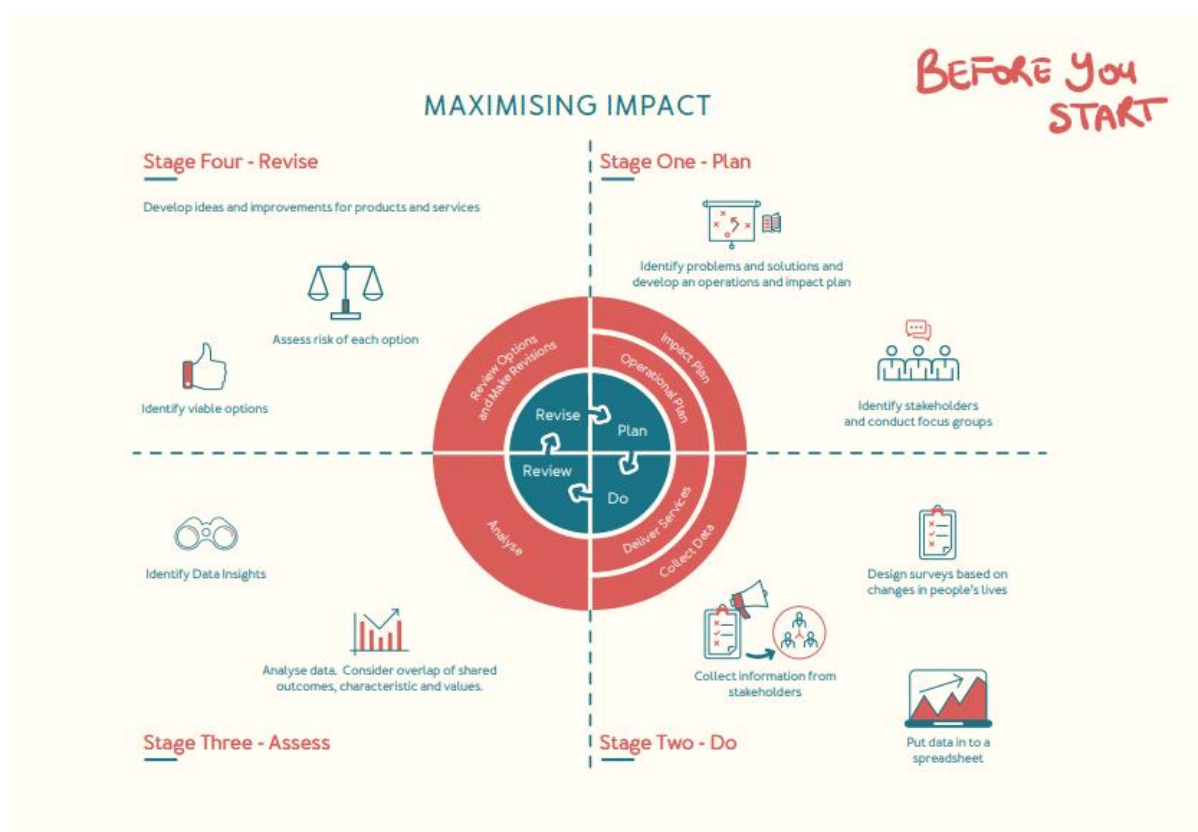 BEFORE YOU
START
MAXIMISING IMPACT
Stage Four - Revise
Develop ideas and improvements for products and services
Assess risk of each option
Identify viable options
Stage One - Plan
Identify problems and solutions and
develop an operations and impact plan
Identify stakeholders
and conduct focus groups
Review Options
and Make Revisions
Impact Plan
Operational Plan
Revise
Plan
Review
Do
Analyse
Deliver Services
Collect Data
Identify Data Insights
Analyse data. Consider overlap of shared
outcomes, characteristic and values.
Stage Three - Assess
Design surveys based on
changes in people's lives
Collect information from
stakeholders
Put data in to a
spreadsheet
Stage Two - Do